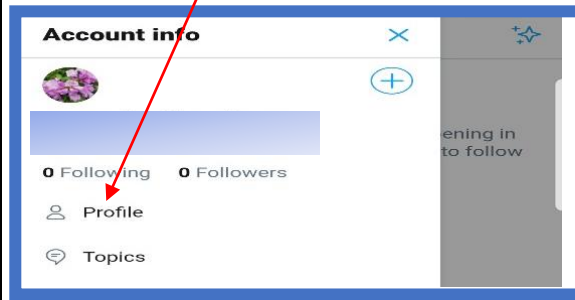 Account info
ening in
to follow
0 Following 0 Followers
Profile
Topics